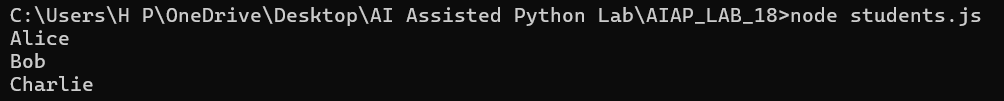 C:\Users\H P\OneDrive\Desktop\AI Assisted Python Lab\AIAP_LAB_18>node students.js
Alice
Bob
Charlie